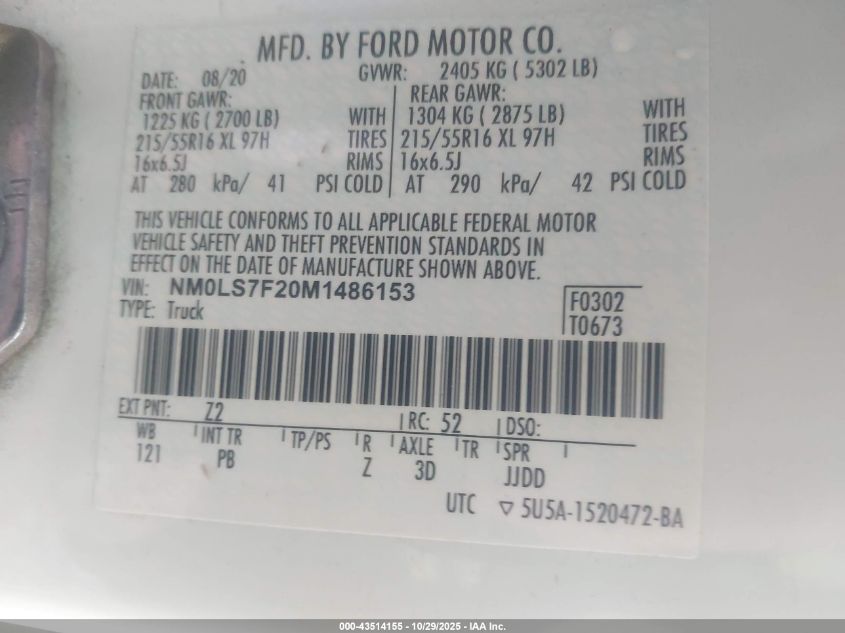 MFD. BY FORD MOTOR CO.
DATE: 08/20 GVWR: 2405 KG ( 5302 LB)
FRONT GAWR: REAR GAWR:
1225 KG ( 2700 LB) WITH 1304 KG ( 2875 LB) WITH
215/55R16 XL 97H TIRES 215/55R16 XL 97H TIRES
16x6.5J RIMS 16x6.5J RIMS
AT 280 kPa/ 41 PSI COLD AT 290 kPa/ 42 PSI COLD
THIS VEHICLE CONFORMS TO ALL APPLICABLE FEDERAL MOTOR
VEHICLE SAFETY AND THEFT PREVENTION STANDARDS IN
EFFECT ON THE DATE OF MANUFACTURE SHOWN ABOVE.
VIN: NM0LS7F20M1486153 F0302
TYPE: Truck T0673
EXT PNT: Z2 RC: 52 DSO:
WB INT TR TP/PS R AXLE TR SPR
121 PB Z 3D JJDD
UTC ▽ 5U5A-1520472-BA
000-43514155 - 10/29/2025 - IAA Inc.